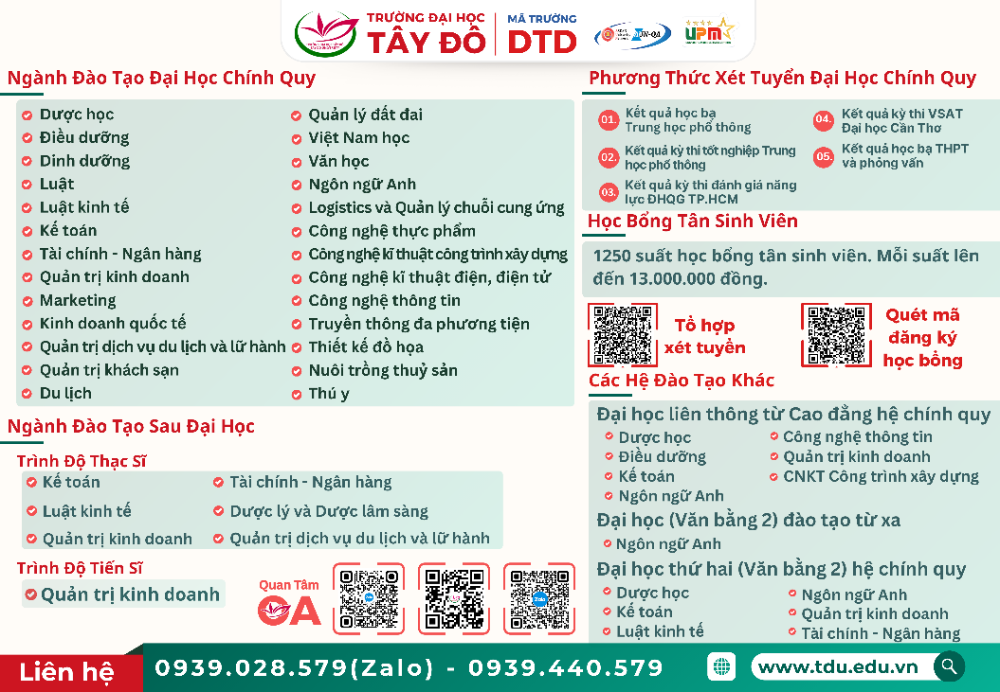 TRƯỜNG ĐẠI HỌC
TÂY ĐÔ
MÃ TRƯỜNG
DTD
UPM
Ngành Đào Tạo Đại Học Chính Quy
Dược học
Điều dưỡng
Dinh dưỡng
Luật
Luật kinh tế
Kế toán
Tài chính - Ngân hàng
Quản trị kinh doanh
Marketing
Kinh doanh quốc tế
Quản trị dịch vụ du lịch và lữ hành
Quản trị khách sạn
Du lịch
Quản lý đất đai
Việt Nam học
Văn học
Ngôn ngữ Anh
Logistics và Quản lý chuỗi cung ứng
Công nghệ thực phẩm
Công nghệ kĩ thuật công trình xây dựng
Công nghệ kĩ thuật điện, điện tử
Công nghệ thông tin
Truyền thông đa phương tiện
Thiết kế đồ họa
Nuôi trồng thuỷ sản
Thú y
Ngành Đào Tạo Sau Đại Học
Trình Độ Thạc Sĩ
Kế toán
Luật kinh tế
Quản trị kinh doanh
Tài chính - Ngân hàng
Dược lý và Dược lâm sàng
Quản trị dịch vụ du lịch và lữ hành
Trình Độ Tiến Sĩ
Quản trị kinh doanh
Quan Tâm
OA
Zalo
Phương Thức Xét Tuyển Đại Học Chính Quy
01. Kết quả học bạ
Trung học phổ thông
02. Kết quả kỳ thi tốt nghiệp Trung
học phổ thông
03. Kết quả kỳ thi đánh giá năng
lực ĐHQG TP.HCM
04. Kết quả kỳ thi VSAT
Đại học Cần Thơ
05. Kết quả học bạ THPT
và phỏng vấn
Học Bổng Tân Sinh Viên
1250 suất học bổng tân sinh viên. Mỗi suất lên
đến 13.000.000 đồng.
Tổ hợp
xét tuyển
Quét mã
đăng ký
học bổng
Các Hệ Đào Tạo Khác
Đại học liên thông từ Cao đẳng hệ chính quy
Dược học
Điều dưỡng
Kế toán
Ngôn ngữ Anh
Công nghệ thông tin
Quản trị kinh doanh
CNKT Công trình xây dựng
Đại học (Văn bằng 2) đào tạo từ xa
Ngôn ngữ Anh
Đại học thứ hai (Văn bằng 2) hệ chính quy
Dược học
Kế toán
Luật kinh tế
Ngôn ngữ Anh
Quản trị kinh doanh
Tài chính - Ngân hàng
Liên hệ
0939.028.579(Zalo) - 0939.440.579
www.tdu.edu.vn